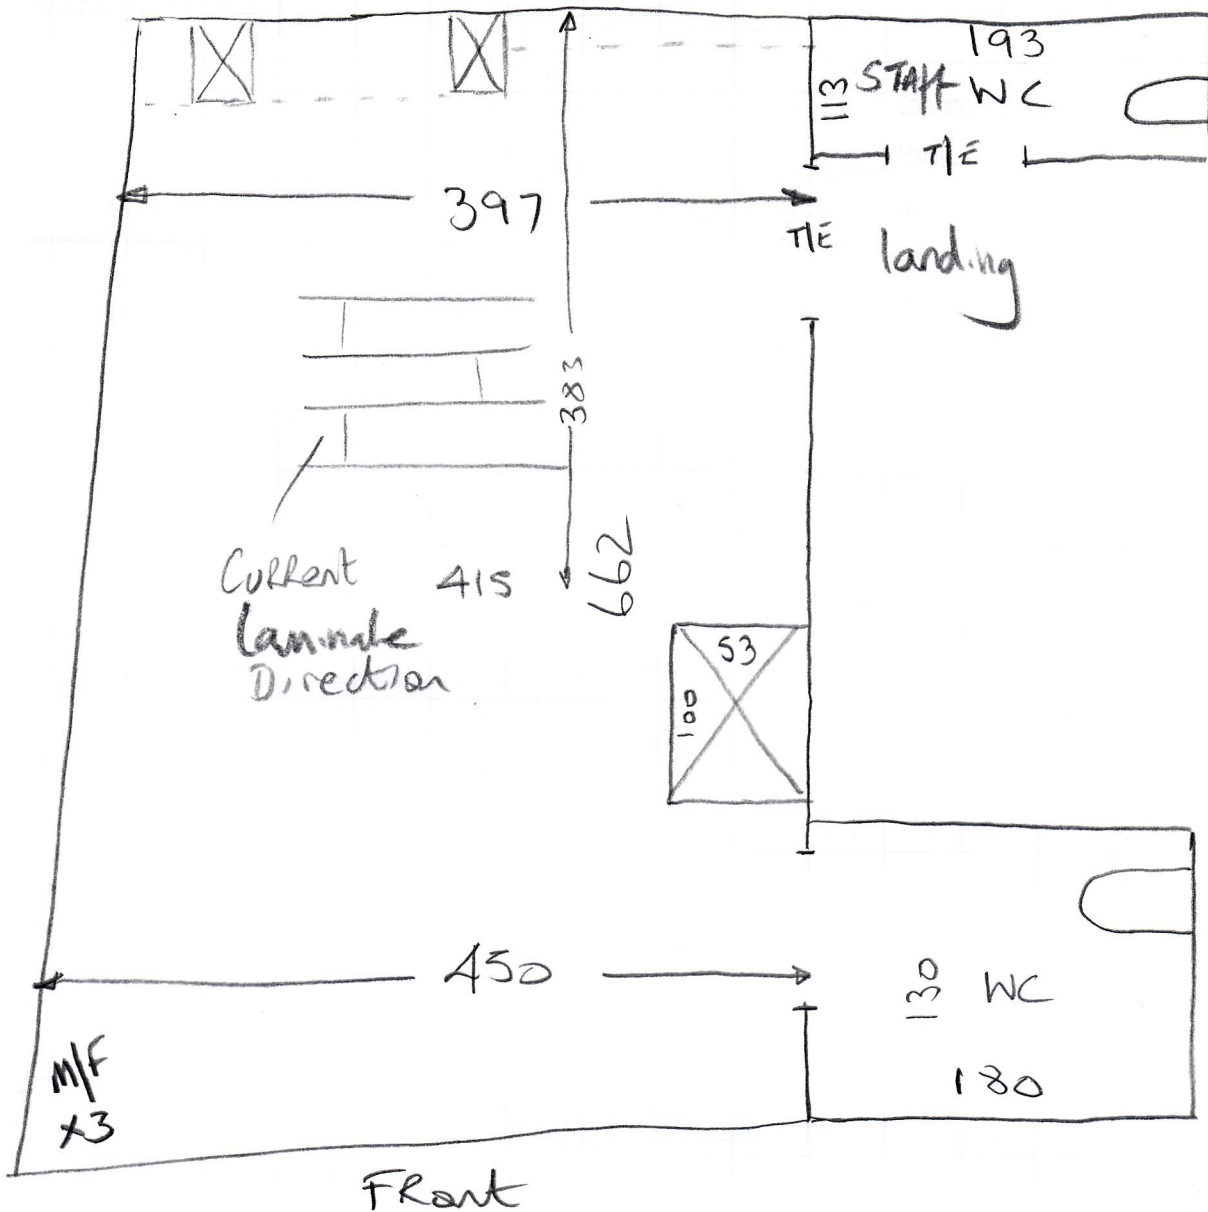 193
113 STAFF WC
T/E
397
T/E landing
383
Current 415
laminate
Direction
662
53
100
450
130 WC
180
M/F
x3
FRont